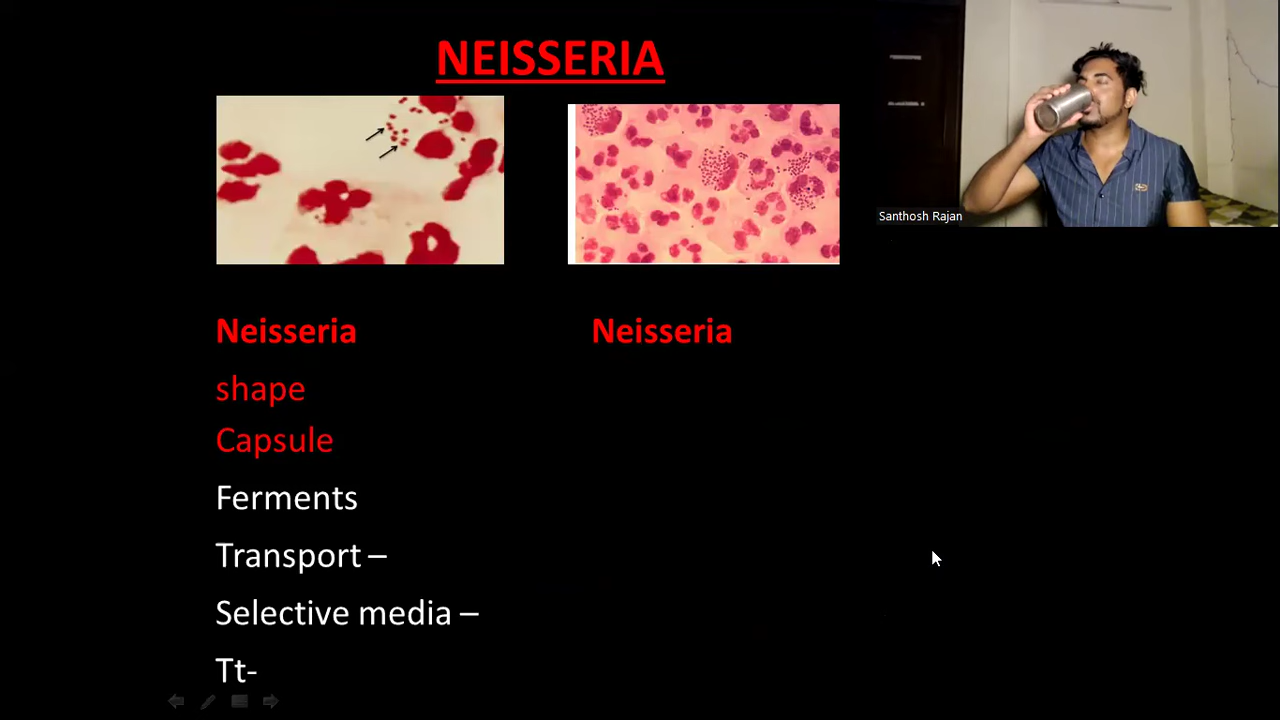 NEISSERIA
Santhosh Rajan
Neisseria
Neisseria
shape
Capsule
Ferments
Transport –
Selective media –
Tt-